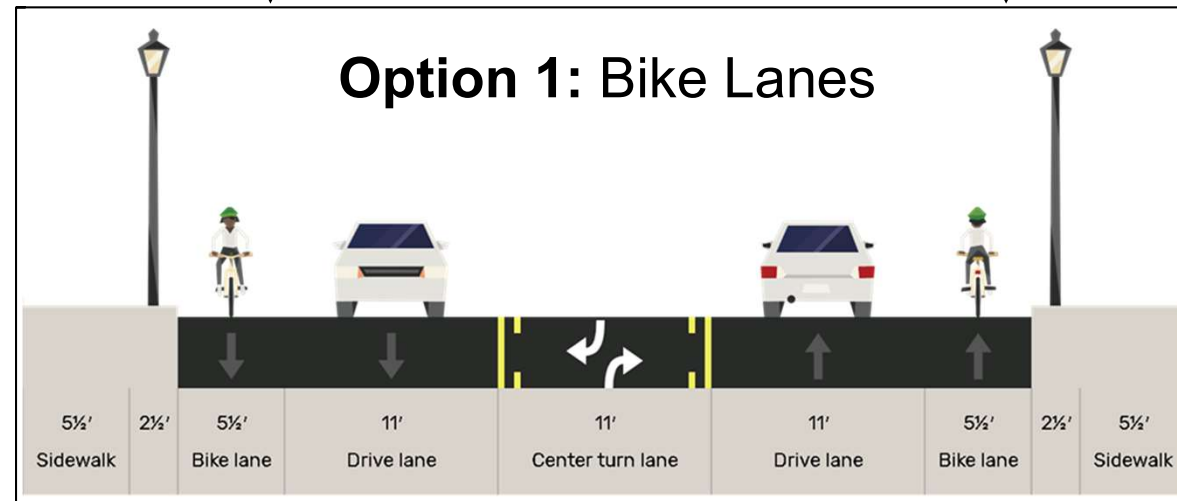 Option 1: Bike Lanes
5½' 2½' 5½' 11' 11' 11' 5½' 2½' 5½'
Sidewalk Bike lane Drive lane Center turn lane Drive lane Bike lane Sidewalk